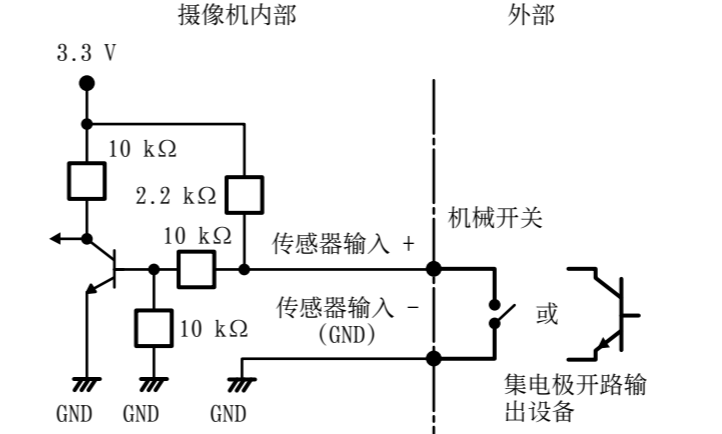 摄像机内部
外部
3.3 V
10 kΩ
2.2 kΩ
机械开关
10 kΩ
传感器输入 +
传感器输入 -
(GND)
或
10 kΩ
集电极开路输
出设备
GND
GND
GND